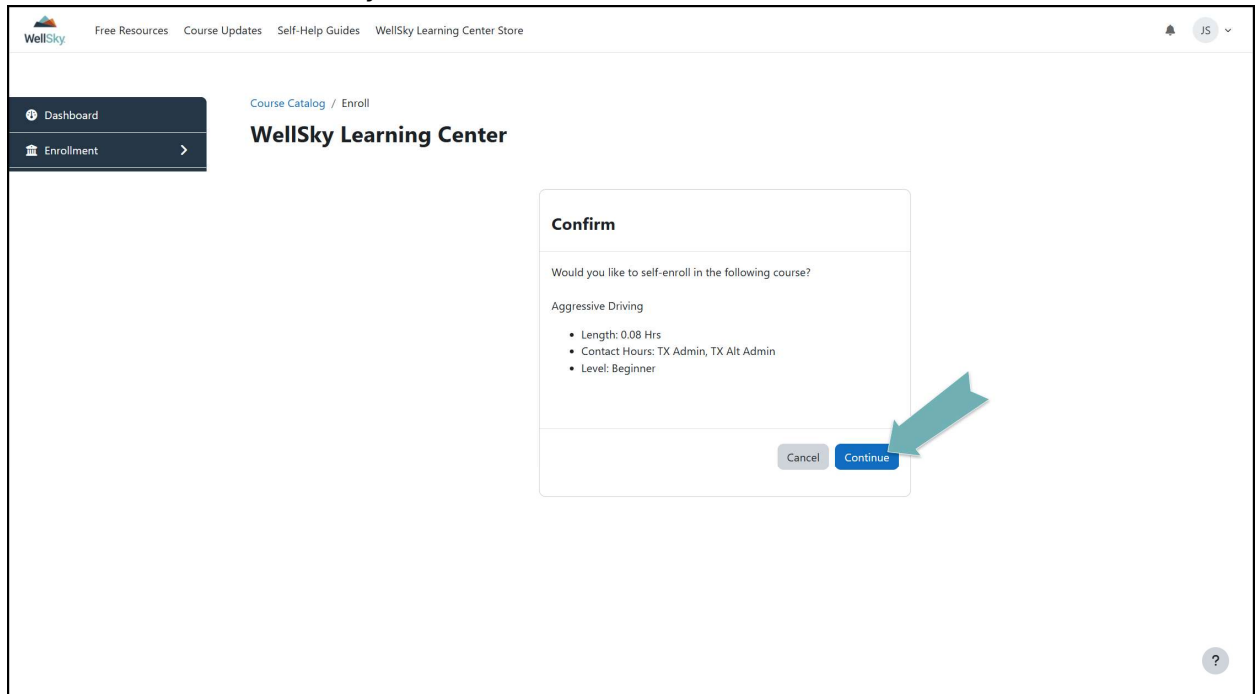 WellSky
Free Resources Course Updates Self-Help Guides WellSky Learning Center Store
JS
Dashboard
Enrollment
Course Catalog / Enroll
WellSky Learning Center
Confirm
Would you like to self-enroll in the following course?
Aggressive Driving
• Length: 0.08 Hrs
• Contact Hours: TX Admin, TX Alt Admin
• Level: Beginner
Cancel Continue
?